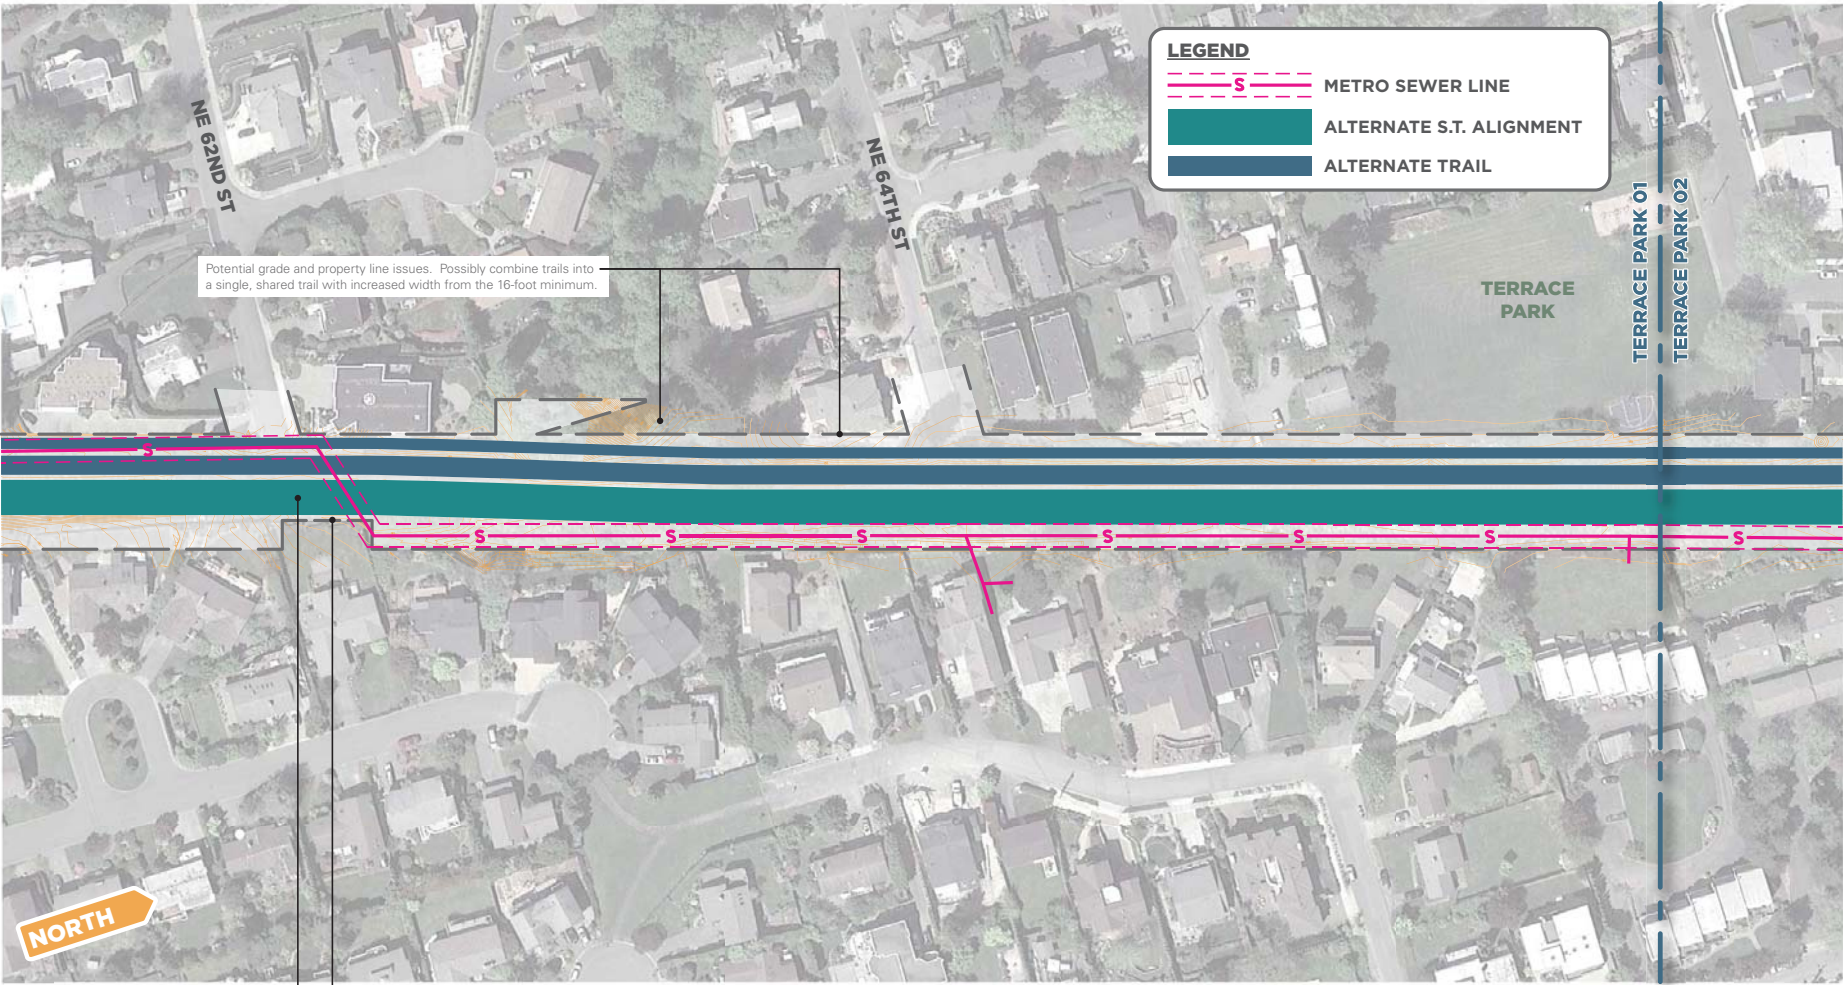 LEGEND
S
METRO SEWER LINE
ALTERNATE S.T. ALIGNMENT
ALTERNATE TRAIL
NE 62ND ST
NE 64TH ST
TERRACE PARK 01
TERRACE PARK 02
Potential grade and property line issues.  Possibly combine trails into
a single, shared trail with increased width from the 16-foot minimum.
TERRACE
PARK
S
S
S
S
S
S
S
S
NORTH